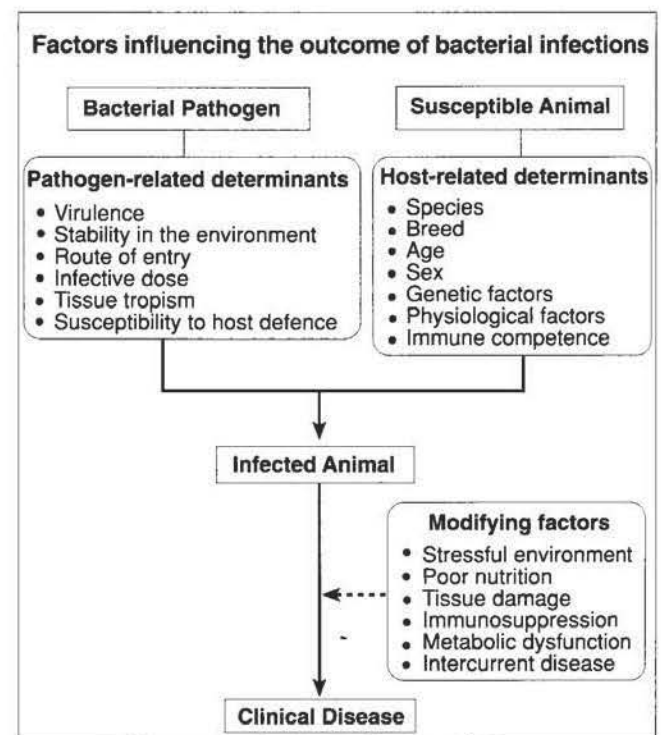 Factors influencing the outcome of bacterial infections
Bacterial Pathogen
Susceptible Animal
Pathogen-related determinants
• Virulence
• Stability in the environment
• Route of entry
• Infective dose
• Tissue tropism
• Susceptibility to host defence
Host-related determinants
• Species
• Breed
• Age
• Sex
• Genetic factors
• Physiological factors
• Immune competence
Infected Animal
Modifying factors
• Stressful environment
• Poor nutrition
• Tissue damage
• Immunosuppression
• Metabolic dysfunction
• Intercurrent disease
Clinical Disease